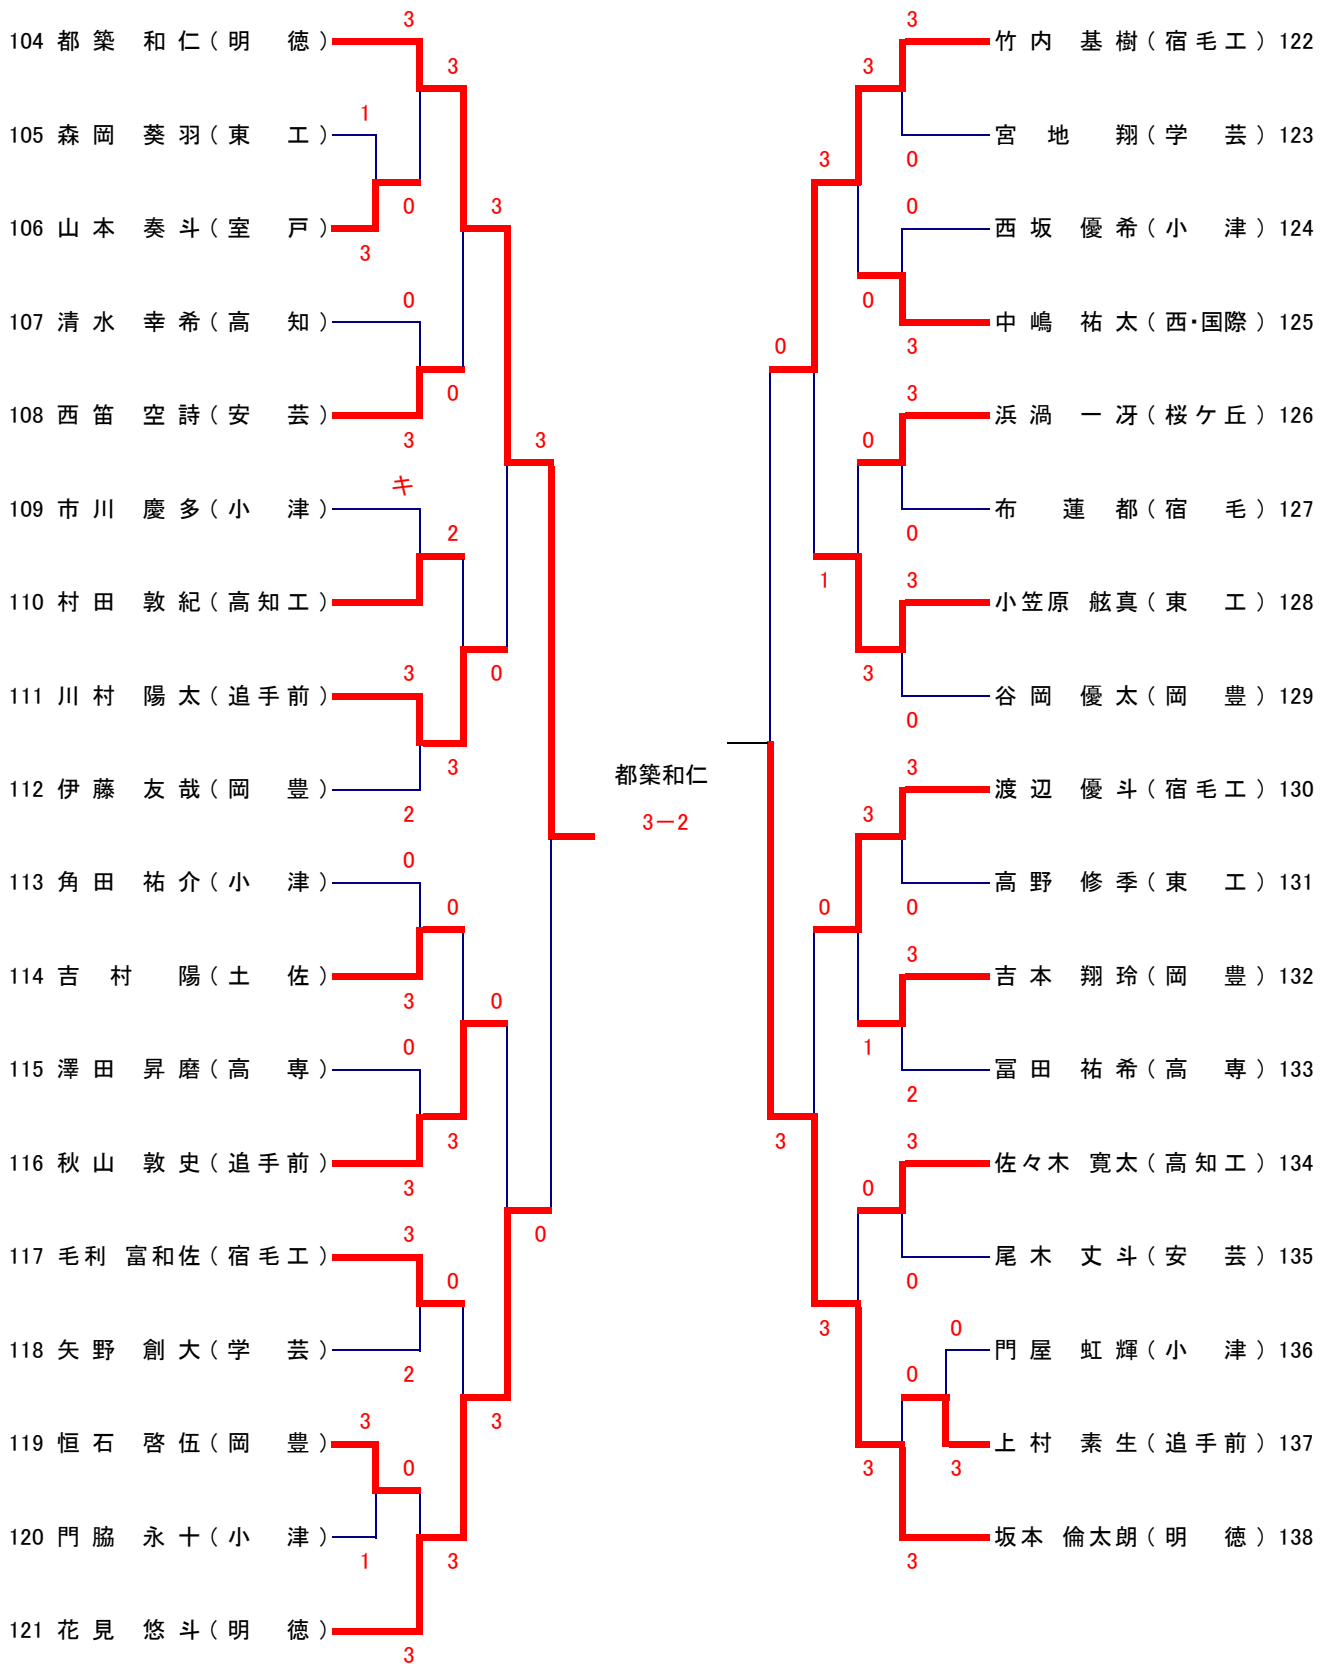 3
104 都築 和仁(明 徳)
3
1
105 森岡 葵羽(東 工)
0
3
106 山本 奏斗(室 戸)
3
0
107 清水 幸希(高 知)
0
108 西笛 空詩(安 芸)
3
3
キ
109 市川 慶多(小 津)
2
110 村田 敦紀(高知工)
3
0
111 川村 陽太(追手前)
3
112 伊藤 友哉(岡 豊)
2
0
113 角田 祐介(小 津)
0
114 吉村 陽(土 佐)
3
0
0
115 澤田 昇磨(高 専)
3
116 秋山 敦史(追手前)
3
3
0
117 毛利 富和佐(宿毛工)
0
118 矢野 創大(学 芸)
2
3
3
119 恒石 啓伍(岡 豊)
0
120 門脇 永十(小 津)
1
3
121 花見 悠斗(明 徳)
3
都築和仁
3-2
3
竹内 基樹(宿毛工)122
3
宮地 翔(学 芸)123
3
0
0
西坂 優希(小 津)124
0
中嶋 祐太(西・国際)125
0
3
3
浜渦 一冴(桜ケ丘)126
0
布 蓮都(宿 毛)127
0
1
3
小笠原 舷真(東 工)128
3
谷岡 優太(岡 豊)129
0
3
渡辺 優斗(宿毛工)130
3
高野 修季(東 工)131
0
0
3
吉本 翔玲(岡 豊)132
1
冨田 祐希(高 専)133
2
3
3
佐々木 寛太(高知工)134
0
尾木 丈斗(安 芸)135
0
3
0
門屋 虹輝(小 津)136
0
上村 素生(追手前)137
3
3
坂本 倫太朗(明 徳)138
3